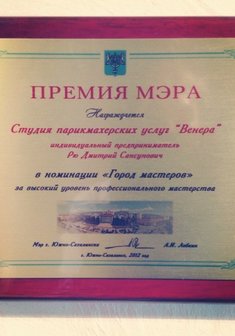 ПРЕМИЯ МЭРА
Награждается
Студия парикмахерских услуг "Венера"
индивидуальный предприниматель
Рю Дмитрий Сенсунович
в номинации «Город мастеров»
за высокий уровень профессионального мастерства
Мэр г. Южно-Сахалинска А.И. Лобкин
г. Южно-Сахалинск, 2012 год